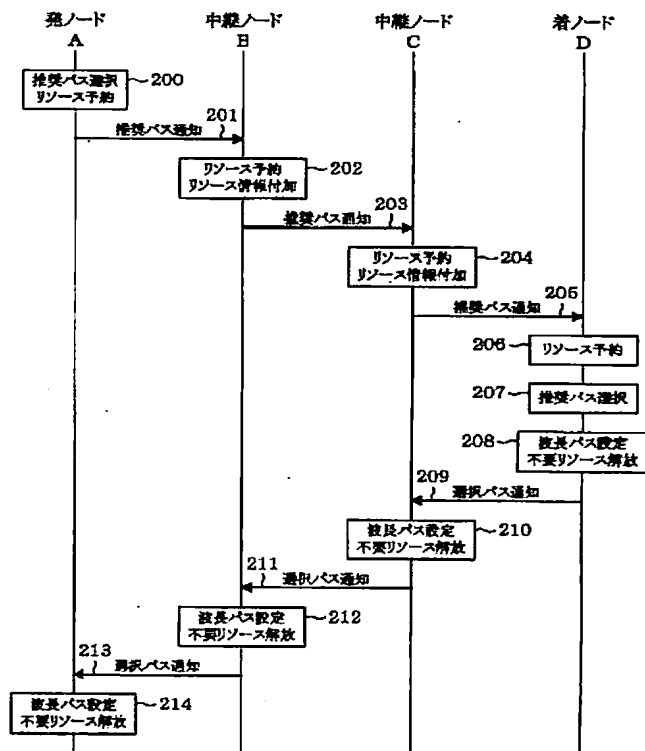 発ノード
A
中継ノード
B
中継ノード
C
着ノード
D
推奨パス選択
リソース予約
200
201
推奨パス通知
リソース予約
リソース情報付加
202
203
推奨パス通知
リソース予約
リソース情報付加
204
205
推奨パス通知
206
リソース予約
207
推奨パス選択
208
波長パス設定
不要リソース解放
209
選択パス通知
波長パス設定
不要リソース解放
210
211
選択パス通知
波長パス設定
不要リソース解放
212
213
選択パス通知
波長パス設定
不要リソース解放
214